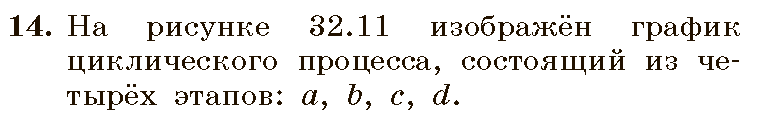 14. На рисунке 32.11 изображён график
циклического процесса, состоящий из че-
тырёх этапов: a, b, c, d.